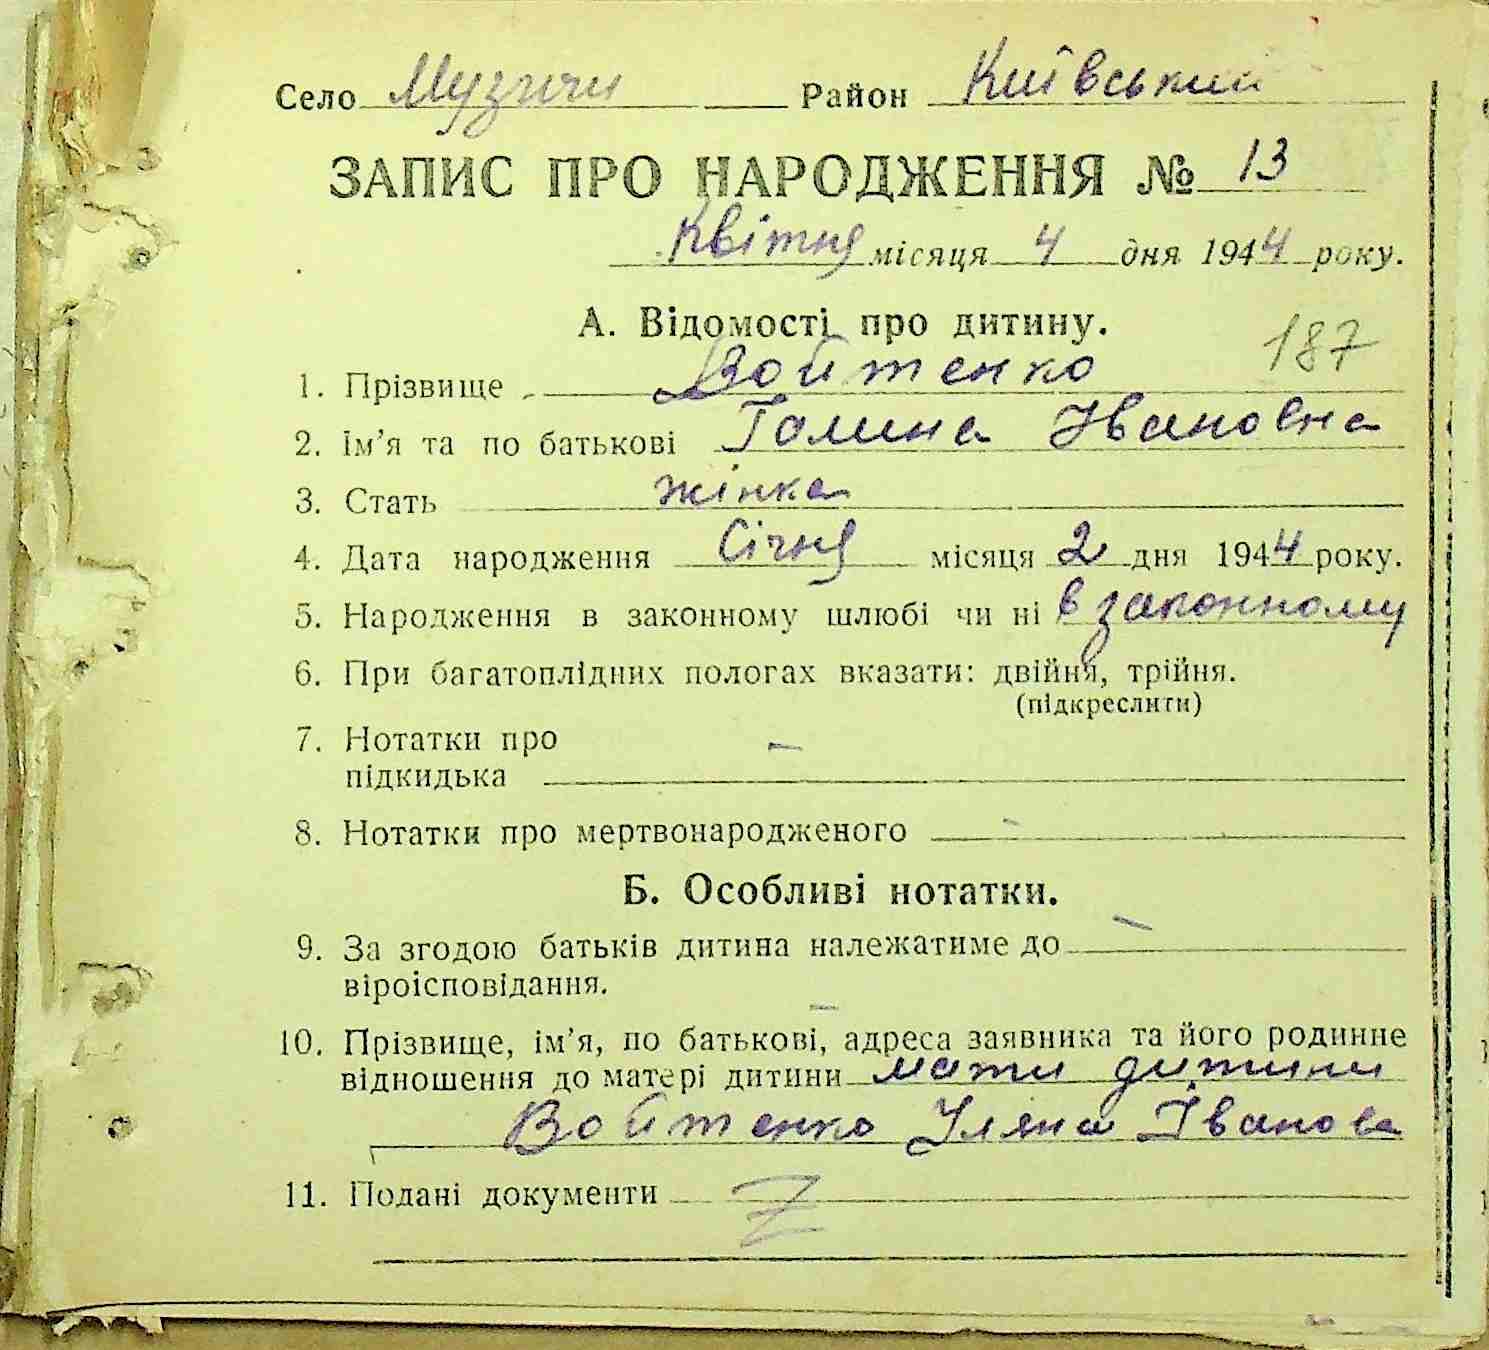 Село Музичи Район Київський
ЗАПИС ПРО НАРОДЖЕННЯ № 13
Квітня місяця 4 дня 1944 року.
А. Відомості про дитину.
187
1. Прізвище Войтенко
2. Ім'я та по батькові Галина Івановна
3. Стать жінка
4. Дата народження Січня місяця 2 дня 1944 року.
5. Народження в законному шлюбі чи ні в законному
6. При багатоплідних пологах вказати: двійня, трійня.
(підкреслити)
7. Нотатки про
підкидька —
8. Нотатки про мертвонародженого -
Б. Особливі нотатки.
9. За згодою батьків дитина належатиме до —
віроісповідання. —
10. Прізвище, ім'я, по батькові, адреса заявника та його родинне
відношення до матері дитини мати дитини
Войтенко Уляна Іванова
11. Подані документи